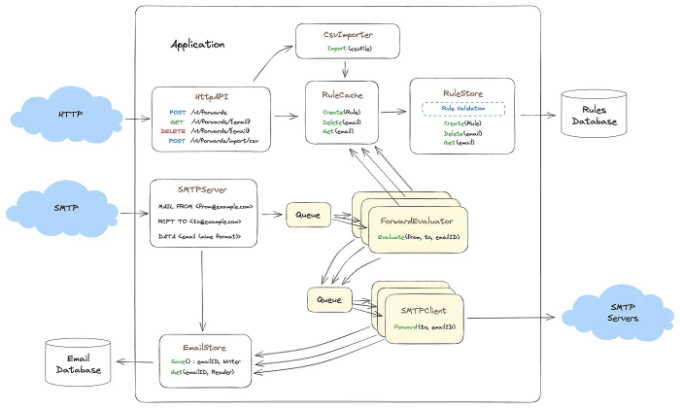 Application
CsvImporter
Import(csvFile)
HTTP
HttpAPI
POST /v1/forwards
GET /v1/forwards/{email}
DELETE /v1/forwards/{email}
POST /v1/forwards/import/csv
RuleCache
Create(Rule)
Delete(email)
Get(email)
RuleStore
Rule Validation
Create(Rule)
Delete(email)
Get(email)
Rules
Database
SMTP
SMTPServer
MAIL FROM <from@example.com>
RCPT TO <to@example.com>
DATA <email (mime format)>
Queue
ForwardEvaluator
Evaluate(from, to, emailID)
Queue
SMTPClient
Forward(to, emailID)
SMTP
Servers
Email
Database
EmailStore
Save() : emailID, Writer
Get(emailID, Reader)